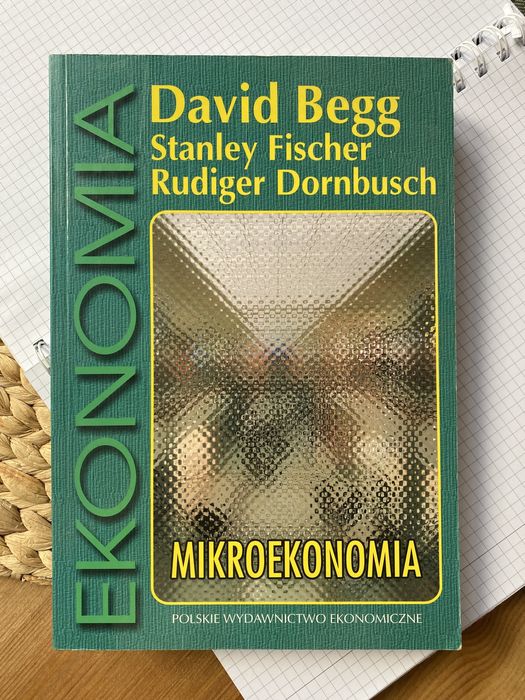 EKONOMIA
David Begg
Stanley Fischer
Rudiger Dornbusch
MIKROEKONOMIA
POLSKIE WYDAWNICTWO EKONOMICZNE